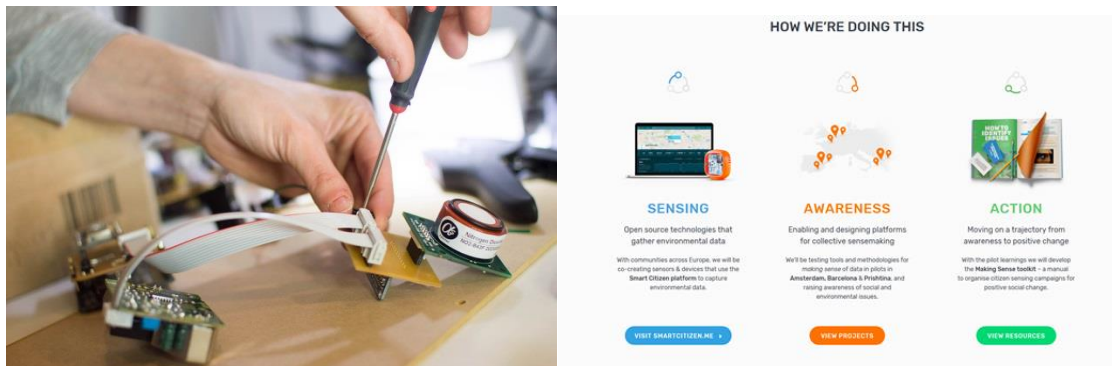 Nitrogen
HOW WE'RE DOING THIS
HOW TO
IDENTIFY
ISSUES
SENSING
Open source technologies that
gather environmental data
With communities across Europe, we will be
co-creating sensors & devices that use the
Smart Citizen platform to capture
environmental data.
VISIT SMARTCITIZEN.ME
AWARENESS
Enabling and designing platforms
for collective sensemaking
We'll be testing tools and methodologies for
making sense of data in pilots in
Amsterdam, Barcelona & Prishtina, and
raising awareness of social and
environmental issues.
VIEW PROJECTS
ACTION
Moving on a trajectory from
awareness to positive change
With the pilot learnings we will develop
the Making Sense toolkit - a manual
to organise citizen sensing campaigns for
positive social change.
VIEW RESOURCES